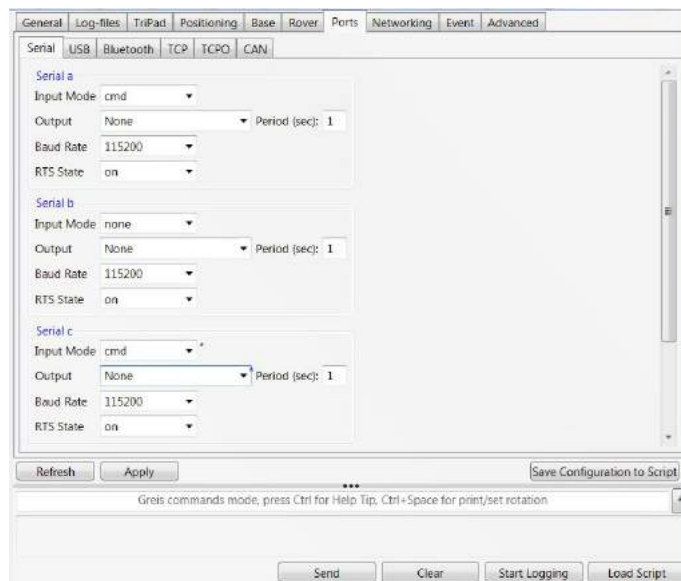 General Log-files TriPad Positioning Base Rover Ports Networking Event Advanced
Serial USB Bluetooth TCP TCPO CAN
Serial a
Input Mode cmd
Output None Period (sec): 1
Baud Rate 115200
RTS State on
Serial b
Input Mode none
Output None Period (sec): 1
Baud Rate 115200
RTS State on
Serial c
Input Mode cmd *
Output None * Period (sec): 1
Baud Rate 115200
RTS State on
Refresh Apply Save Configuration to Script
Greis commands mode, press Ctrl for Help Tip, Ctrl+Space for print/set rotation
Send Clear Start Logging Load Script